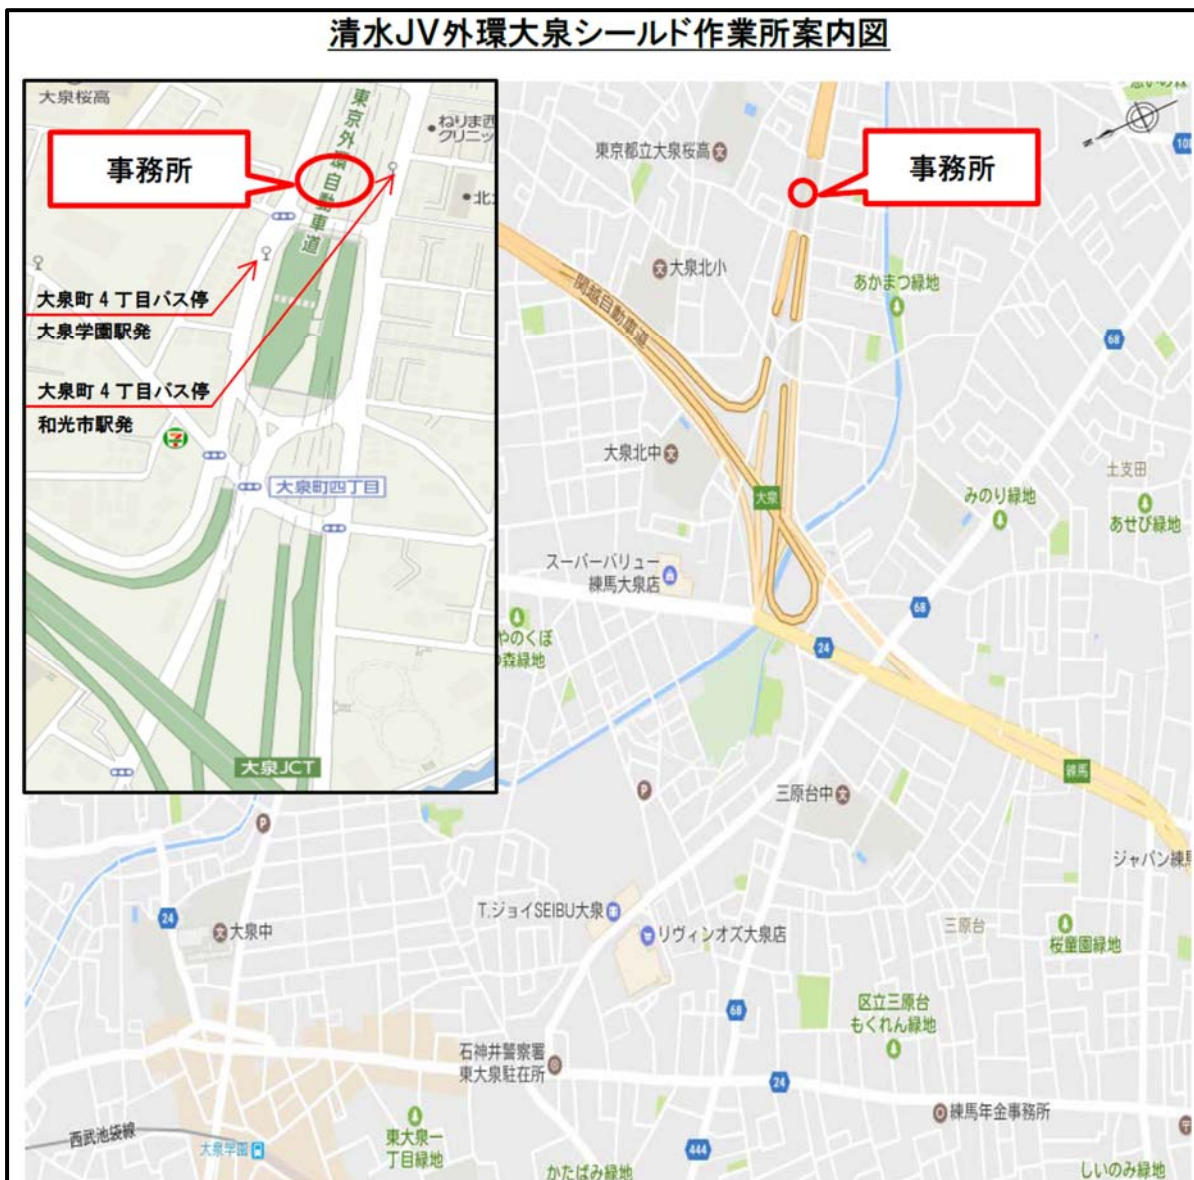 清水JV外環大泉シールド作業所案内図
大泉桜高
東京外環自動車道
ねりま西
クリニッ
事務所
北
大泉町4丁目バス停
大泉学園駅発
大泉町4丁目バス停
和光市駅発
大泉町四丁目
大泉JCT
東京都立大泉桜高
事務所
大泉北小
関越自動車道
あかまつ緑地
68
大泉北中
大泉
みのり緑地
土支田
あせび緑地
スーパーバリュー
練馬大泉店
68
やのくぼ
森緑地
24
練馬
三原台中
P
P
ジャパン練馬
24
大泉中
T.ジョイSEIBU大泉
リヴィンオズ大泉店
三原台
桜童園緑地
68
区立三原台
もくれん緑地
石神井警察署
東大泉駐在所
24
練馬年金事務所
西武池袋線
大泉学園
東大泉一
丁目緑地
444
かたばみ緑地
しいのみ緑地